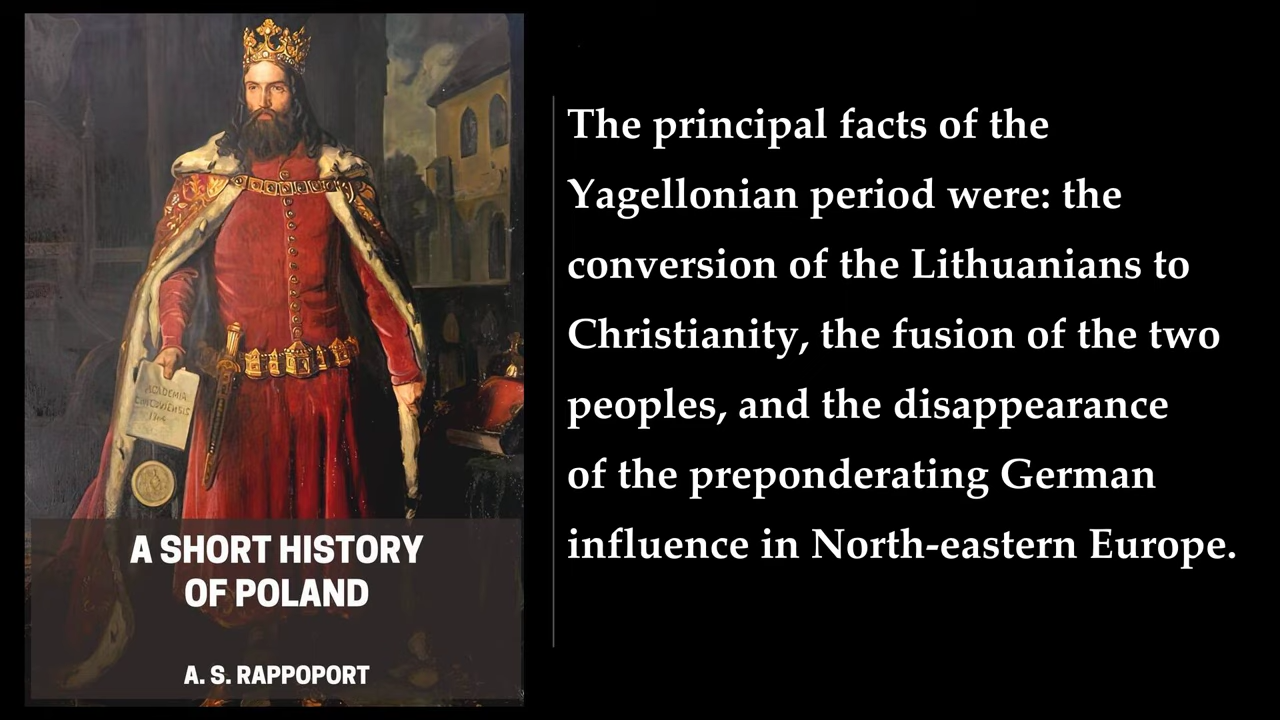 ACADEMIA
CRACOVIENSIS
A SHORT HISTORY
OF POLAND
A. S. RAPPOPORT
The principal facts of the
Yagellonian period were: the
conversion of the Lithuanians to
Christianity, the fusion of the two
peoples, and the disappearance
of the preponderating German
influence in North-eastern Europe.